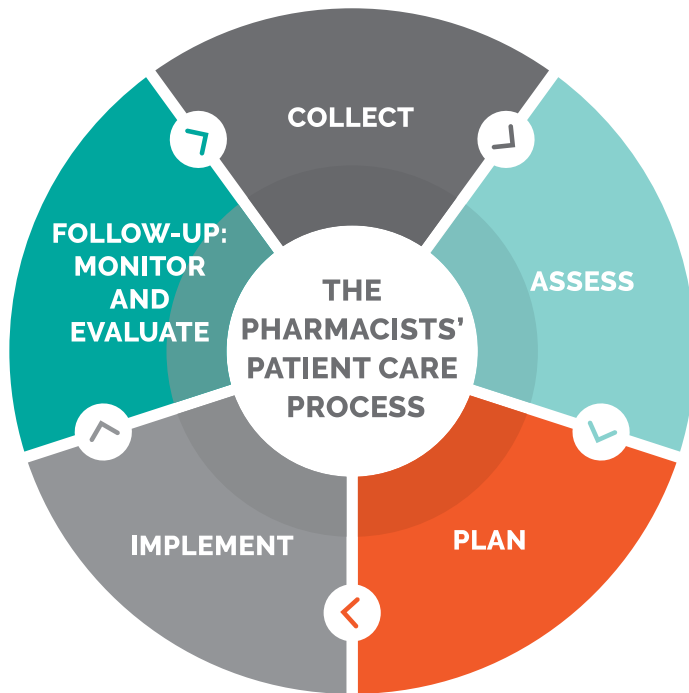 COLLECT
ASSESS
PLAN
IMPLEMENT
FOLLOW-UP:
MONITOR
AND
EVALUATE
THE
PHARMACISTS’
PATIENT CARE
PROCESS